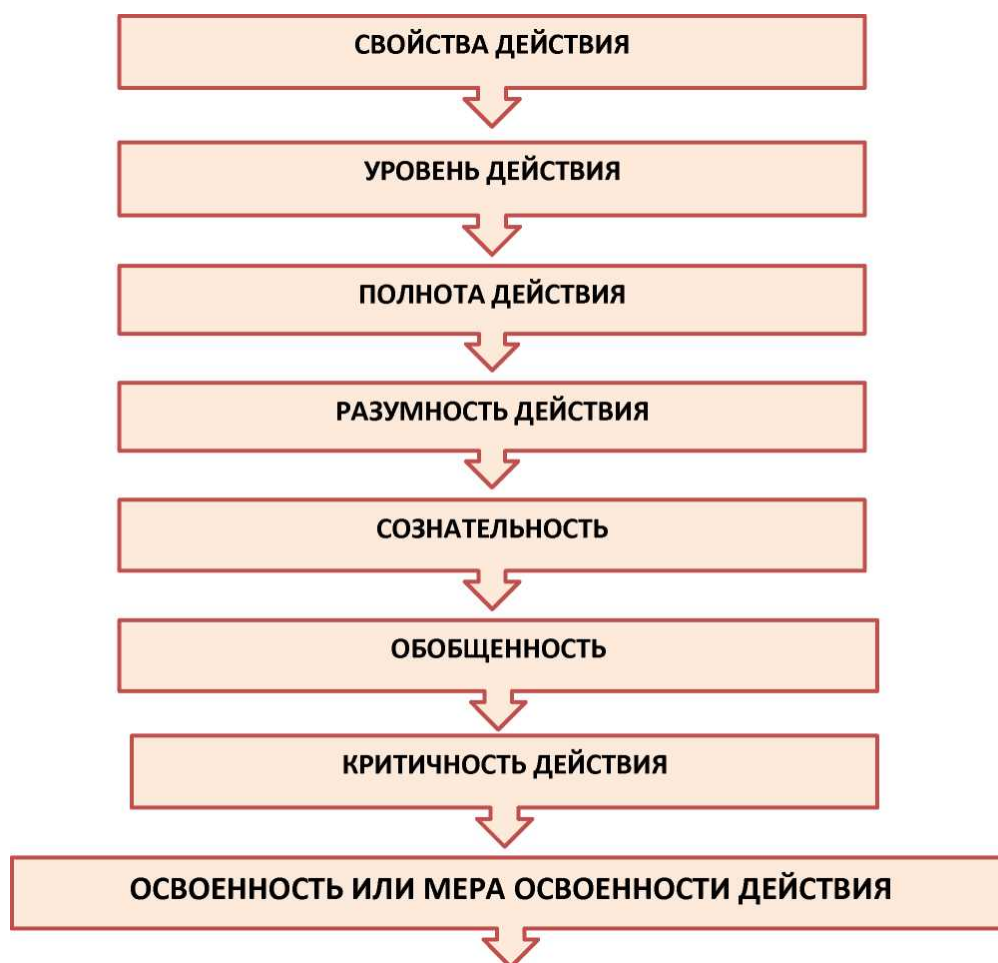 СВОЙСТВА ДЕЙСТВИЯ
УРОВЕНЬ ДЕЙСТВИЯ
ПОЛНОТА ДЕЙСТВИЯ
РАЗУМНОСТЬ ДЕЙСТВИЯ
СОЗНАТЕЛЬНОСТЬ
ОБОБЩЕННОСТЬ
КРИТИЧНОСТЬ ДЕЙСТВИЯ
ОСВОЕННОСТЬ ИЛИ МЕРА ОСВОЕННОСТИ ДЕЙСТВИЯ